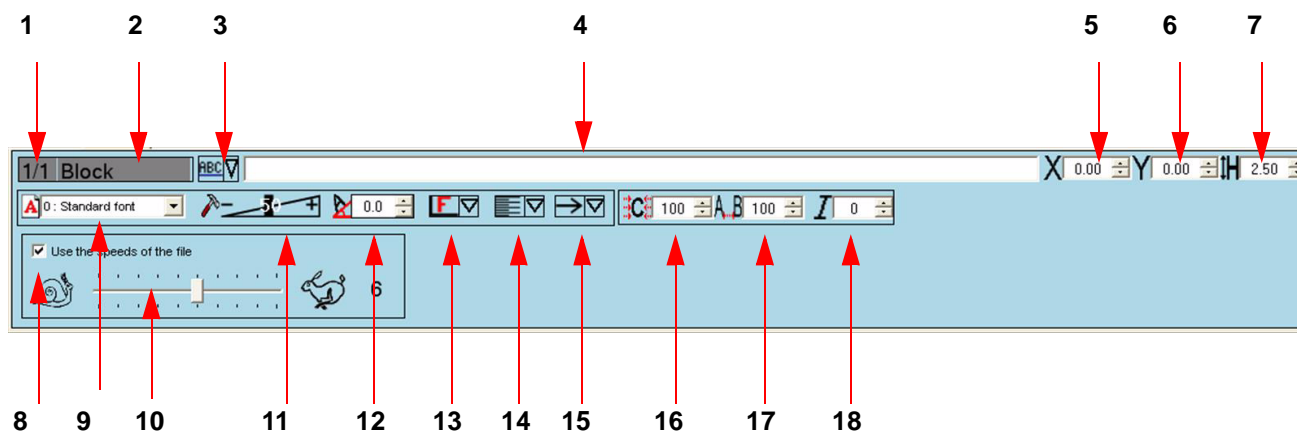 1 2 3 4 5 6 7
1/1 Block ABC X 0.00 Y 0.00 H 2.50
A 0 : Standard font - 50 + 0.0 F C 100 A B 100 I 0
Use the speeds of the file
6
8 9 10 11 12 13 14 15 16 17 18